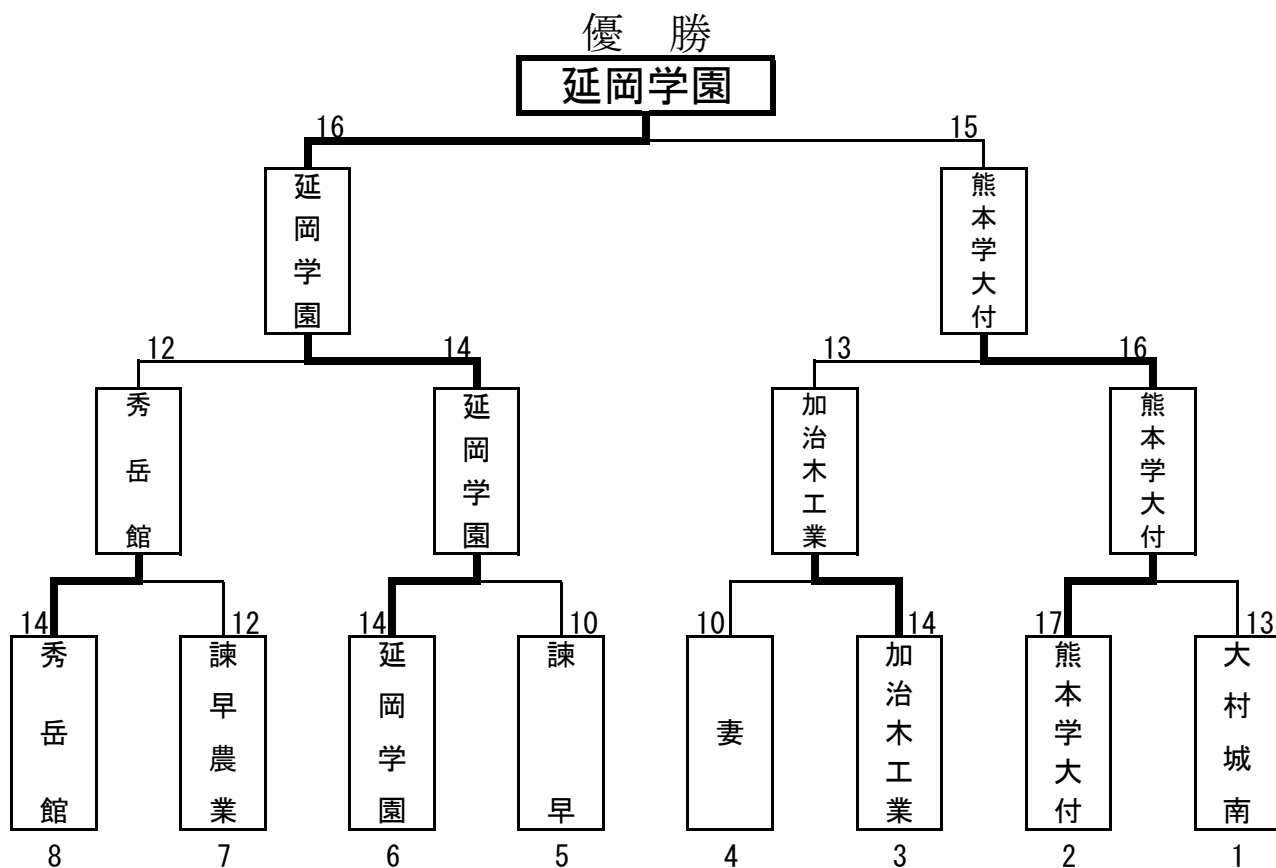 優 勝
延岡学園
16
15
延岡学園
熊本学大付
12
14
13
16
秀岳館
延岡学園
加治木工業
熊本学大付
14
12
14
10
10
14
17
13
秀岳館
諫早農業
延岡学園
諫早
妻
加治木工業
熊本学大付
大村城南
8
7
6
5
4
3
2
1